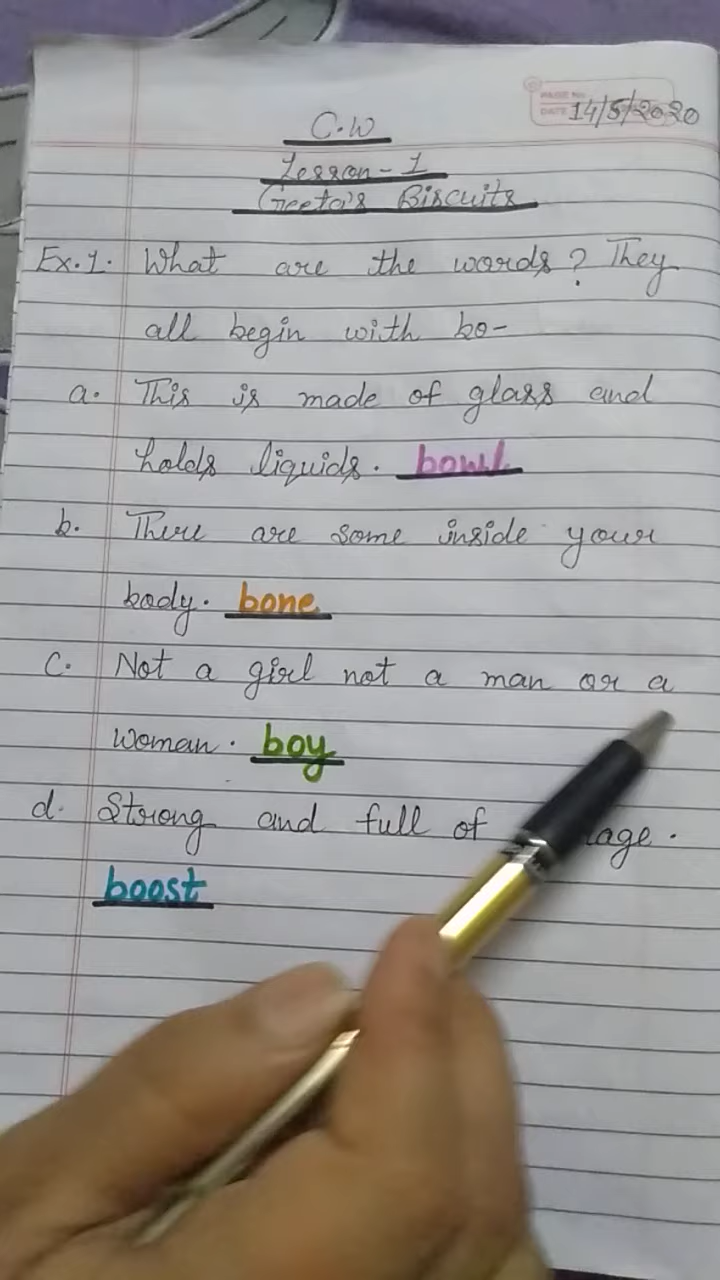 PAGE No.
DATE 14/5/2020
C.W
Lesson - 1
Geeta's Biscuits
Ex.1. What are the words? They
all begin with bo-
a. This is made of glass and
holds liquids. bowl
b. There are some inside your
body. bone
c. Not a girl not a man or a
woman. boy
d. Strong and full of
boost